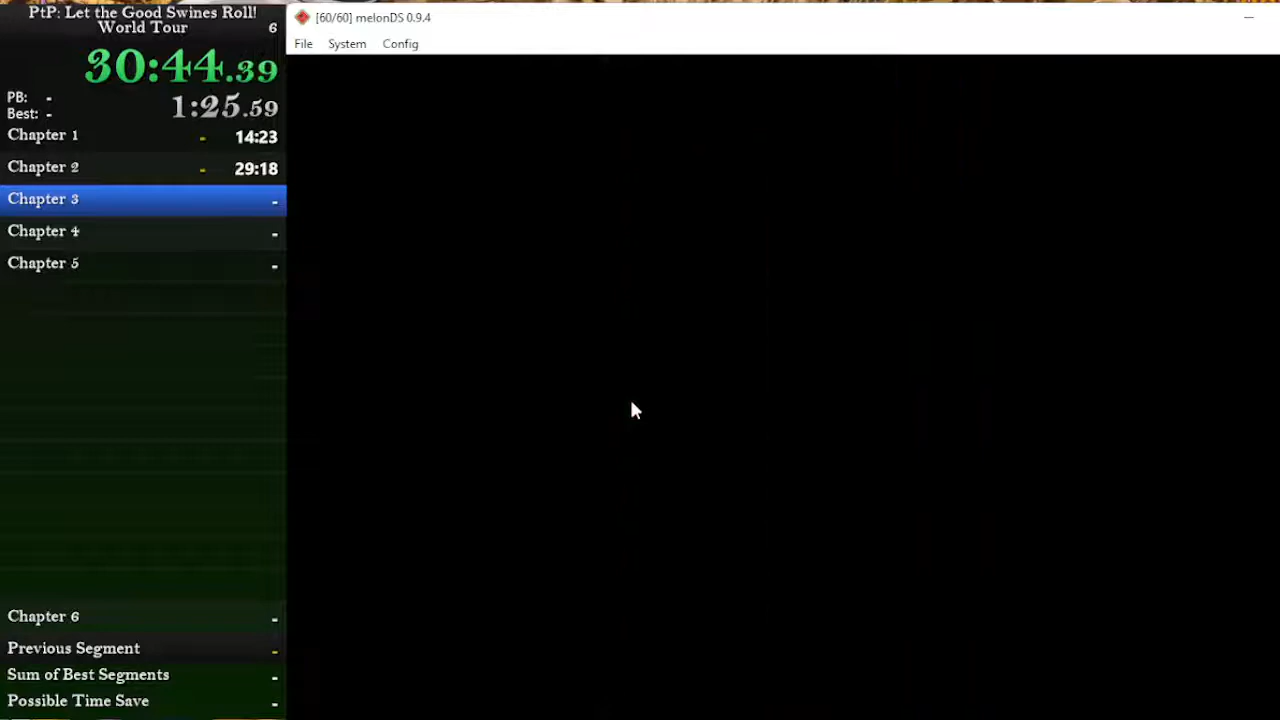 PtP: Let the Good Swines Roll!
World Tour 6
30:44.39
PB: -
1:25.59
Best: -
Chapter 1 - 14:23
Chapter 2 - 29:18
Chapter 3 -
Chapter 4 -
Chapter 5 -
Chapter 6 -
Previous Segment -
Sum of Best Segments -
Possible Time Save -
[60/60] melonDS 0.9.4
File System Config